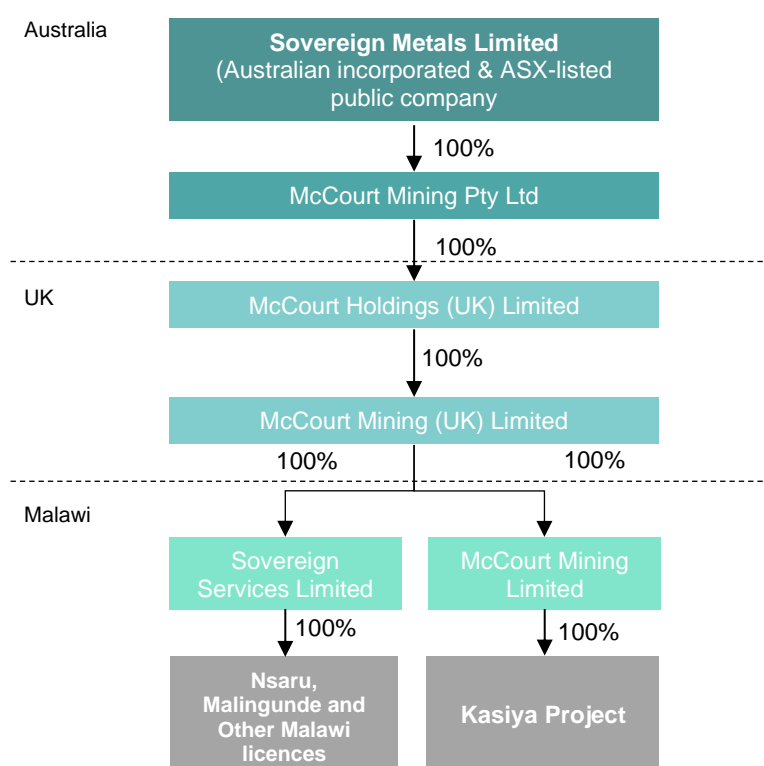 Australia
Sovereign Metals Limited
(Australian incorporated & ASX-listed
public company
100%
McCourt Mining Pty Ltd
100%
UK
McCourt Holdings (UK) Limited
100%
McCourt Mining (UK) Limited
100%
100%
Malawi
Sovereign
Services Limited
McCourt Mining
Limited
100%
100%
Nsaru,
Malingunde and
Other Malawi
licences
Kasiya Project